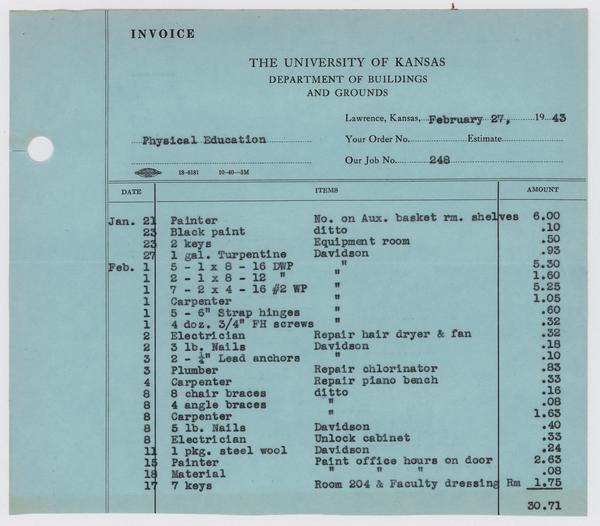 INVOICE
THE UNIVERSITY OF KANSAS
DEPARTMENT OF BUILDINGS
AND GROUNDS
Lawrence, Kansas, February 27, 1943
Physical Education Your Order No. Estimate
Our Job No. 248
18-6181 10-40-5M
DATE ITEMS AMOUNT
Jan. 21 Painter No. on Aux. basket rm. shelves 6.00
23 Black paint ditto .10
23 2 keys Equipment room .50
27 1 gal. Turpentine Davidson .93
Feb. 1 5 - 1 x 8 - 16 DWP " 5.30
1 2 - 1 x 8 - 12 " " 1.60
1 7 - 2 x 4 - 16 #2 WP " 5.25
1 Carpenter " 1.05
1 5 - 6" Strap hinges " .60
1 4 doz. 3/4" FH screws " .32
2 Electrician Repair hair dryer & fan .32
2 3 lb. Nails Davidson .18
3 2 - ¼" Lead anchors " .10
3 Plumber Repair chlorinator .83
4 Carpenter Repair piano bench .33
8 8 chair braces ditto .16
8 4 angle braces " .08
8 Carpenter " 1.63
8 5 lb. Nails Davidson .40
8 Electrician Unlock cabinet .33
11 1 pkg. steel wool Davidson .24
15 Painter Paint office hours on door 2.63
18 Material " " " .08
17 7 keys Room 204 & Faculty dressing Rm 1.75
30.71